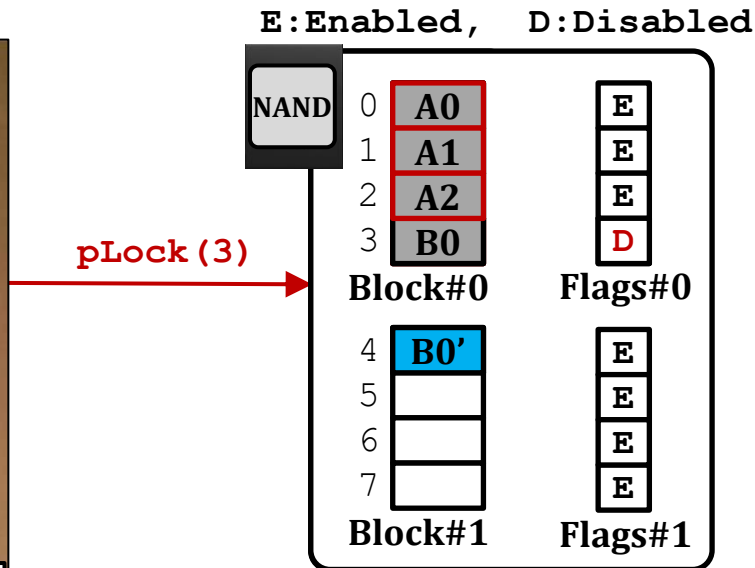 E:Enabled, D:Disabled
NAND
0 A0 E
1 A1 E
2 A2 E
3 B0 D
pLock(3)
Block#0 Flags#0
4 B0’ E
5 E
6 E
7 E
Block#1 Flags#1